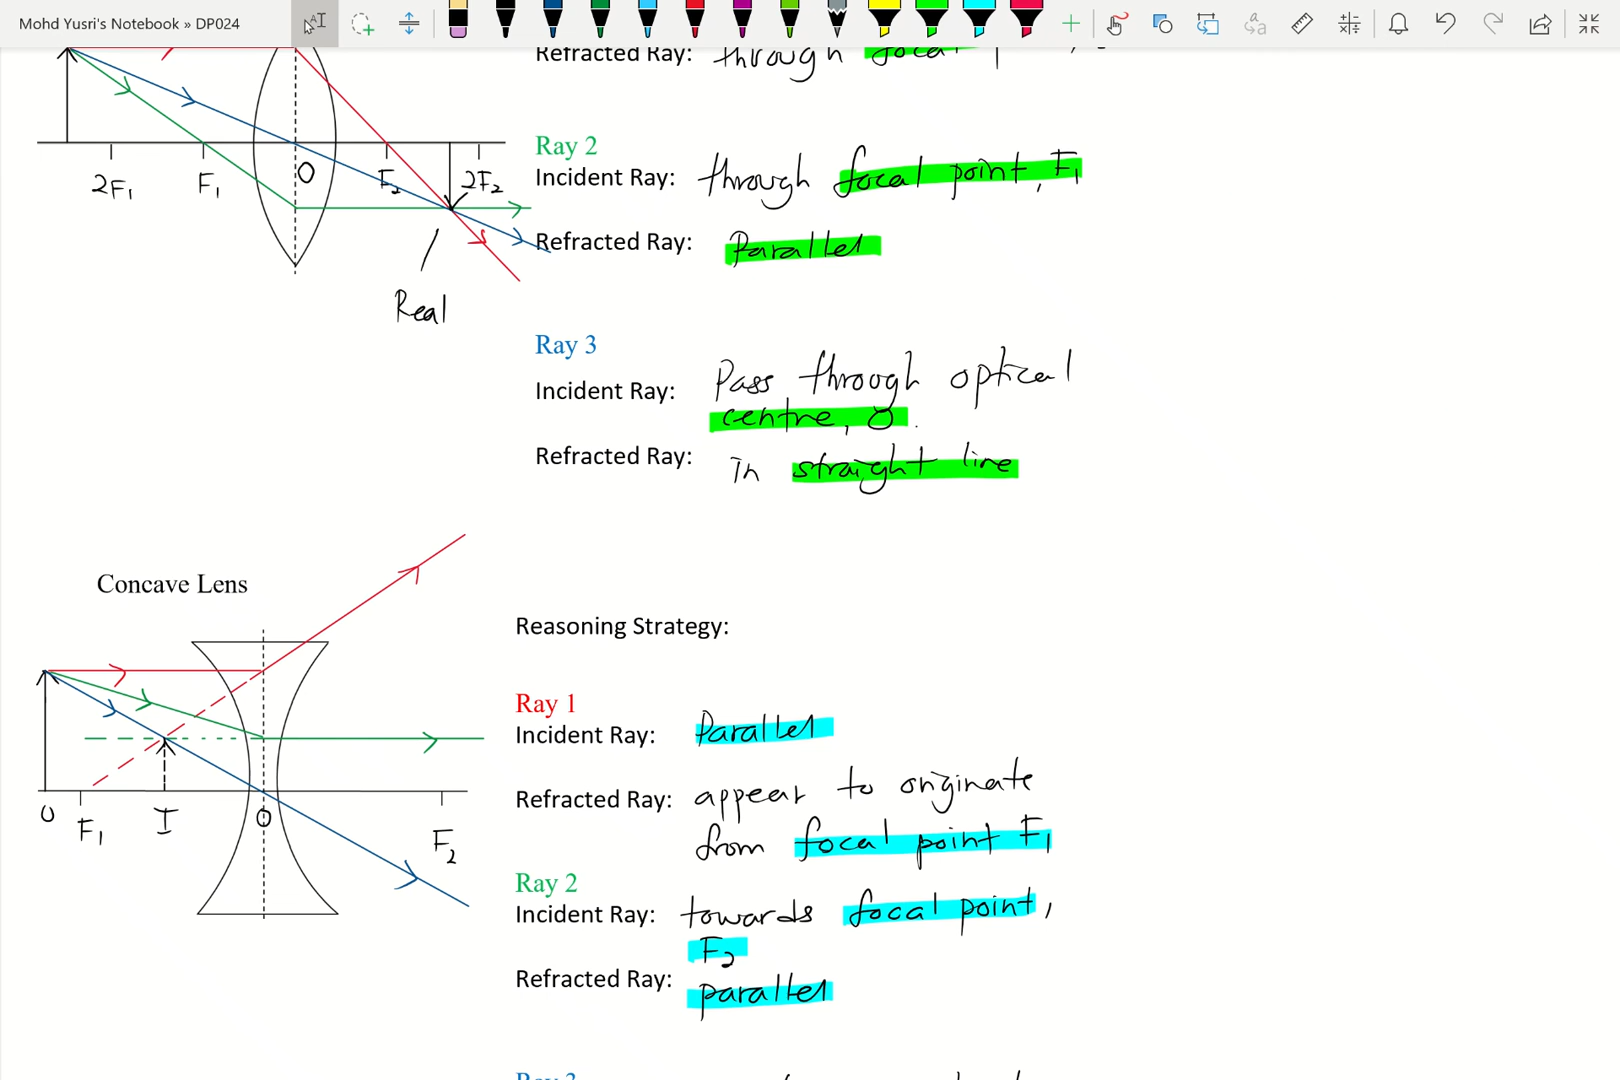 Mohd Yusri's Notebook » DP024
Refracted Ray: through focal
Ray 2
Incident Ray: through focal point, F1
Refracted Ray: Parallel
2F1 F1 O F2 2F2
Real
Ray 3
Incident Ray: Pass through optical
centre, O.
Refracted Ray: in straight line
Concave Lens
Reasoning Strategy:
Ray 1
Incident Ray: Parallel
Refracted Ray: appear to originate
from focal point F1
O F1 I O F2
Ray 2
Incident Ray: towards focal point,
F2
Refracted Ray: parallel
Ray 3